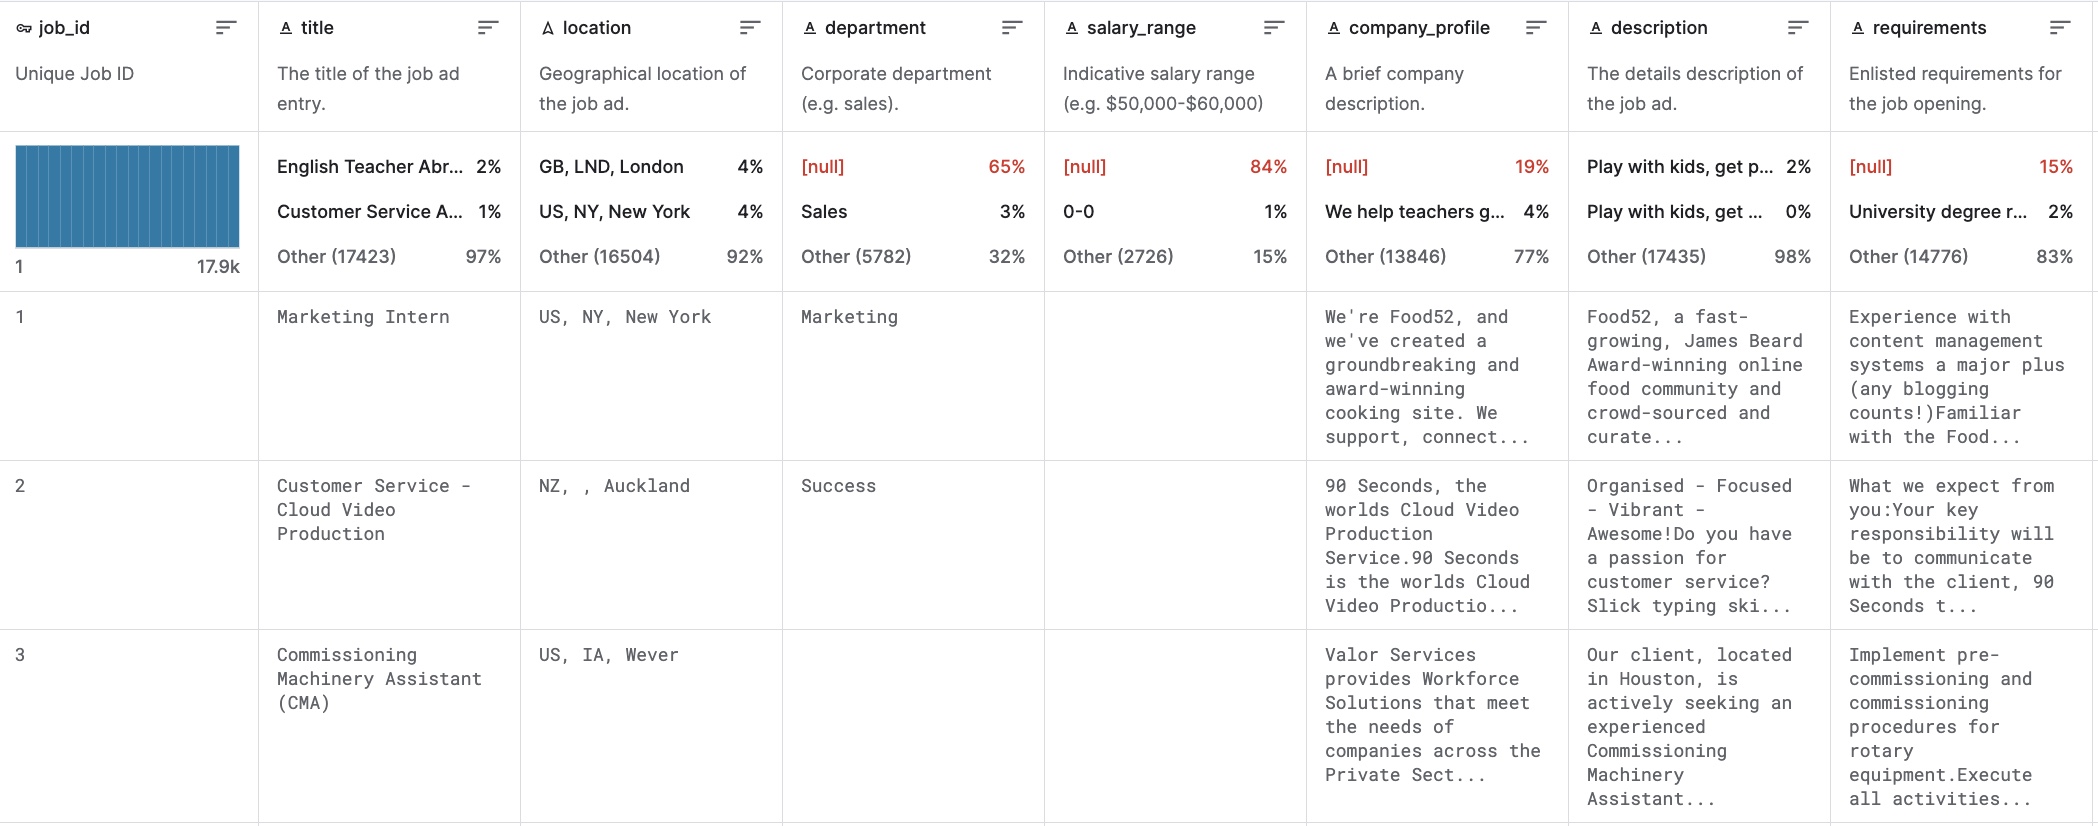 job_id
title
location
department
salary_range
company_profile
description
requirements
Unique Job ID
The title of the job ad
entry.
Geographical location of
the job ad.
Corporate department
(e.g. sales).
Indicative salary range
(e.g. $50,000-$60,000)
A brief company
description.
The details description of
the job ad.
Enlisted requirements for
the job opening.
1 17.9k
English Teacher Abr... 2%
Customer Service A... 1%
Other (17423) 97%
GB, LND, London 4%
US, NY, New York 4%
Other (16504) 92%
[null] 65%
Sales 3%
Other (5782) 32%
[null] 84%
0-0 1%
Other (2726) 15%
[null] 19%
We help teachers g... 4%
Other (13846) 77%
Play with kids, get p... 2%
Play with kids, get ... 0%
Other (17435) 98%
[null] 15%
University degree r... 2%
Other (14776) 83%
1
Marketing Intern
US, NY, New York
Marketing
We're Food52, and
we've created a
groundbreaking and
award-winning
cooking site. We
support, connect...
Food52, a fast-
growing, James Beard
Award-winning online
food community and
crowd-sourced and
curate...
Experience with
content management
systems a major plus
(any blogging
counts!)Familiar
with the Food...
2
Customer Service -
Cloud Video
Production
NZ, , Auckland
Success
90 Seconds, the
worlds Cloud Video
Production
Service.90 Seconds
is the worlds Cloud
Video Productio...
Organised - Focused
- Vibrant -
Awesome!Do you have
a passion for
customer service?
Slick typing ski...
What we expect from
you:Your key
responsibility will
be to communicate
with the client, 90
Seconds t...
3
Commissioning
Machinery Assistant
(CMA)
US, IA, Wever
Valor Services
provides Workforce
Solutions that meet
the needs of
companies across the
Private Sect...
Our client, located
in Houston, is
actively seeking an
experienced
Commissioning
Machinery
Assistant...
Implement pre-
commissioning and
commissioning
procedures for
rotary
equipment.Execute
all activities...